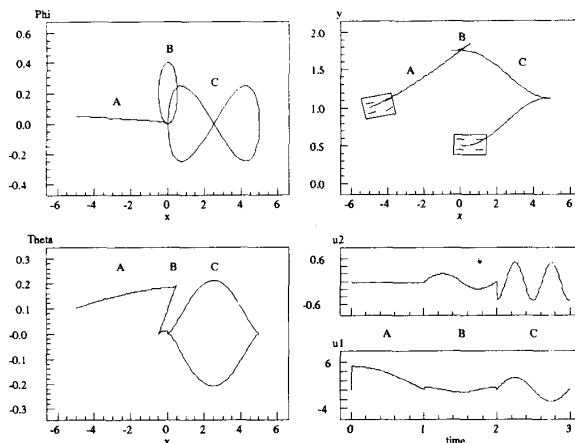 Phi
0.6
0.4
0.2
0.0
-0.2
-0.4
A
B
C
-6 -4 -2 0 2 4 6
x
y
2.0
1.5
1.0
0.5
0.0
A
B
C
-6 -4 -2 0 2 4 6
x
Theta
0.3
0.2
0.1
-0.0
-0.1
-0.2
-0.3
A B C
-6 -4 -2 0 2 4 6
x
u2
0.6
-0.6
A B C
u1
6
-4
0 1 2 3
time